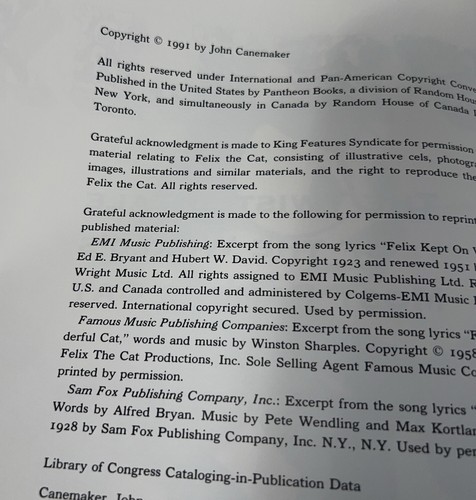 Copyright © 1991 by John Canemaker
All rights reserved under International and Pan-American Copyright
Published in the United States by Pantheon Books, a division of Random
New York, and simultaneously in Canada by Random House of Canada
Toronto.
Grateful acknowledgment is made to King Features Syndicate for permission
material relating to Felix the Cat, consisting of illustrative cels,
images, illustrations and similar materials, and the right to reproduce the
Felix the Cat. All rights reserved.
Grateful acknowledgment is made to the following for permission to reprint
published material:
EMI Music Publishing: Excerpt from the song lyrics "Felix Kept On
Ed E. Bryant and Hubert W. David. Copyright 1923 and renewed 1951
Wright Music Ltd. All rights assigned to EMI Music Publishing Ltd.
U.S. and Canada controlled and administered by Colgems-EMI Music
reserved. International copyright secured. Used by permission.
Famous Music Publishing Companies: Excerpt from the song lyrics "F
derful Cat," words and music by Winston Sharples. Copyright © 1958
Felix The Cat Productions, Inc. Sole Selling Agent Famous Music
printed by permission.
Sam Fox Publishing Company, Inc.: Excerpt from the song lyrics "
Words by Alfred Bryan. Music by Pete Wendling and Max
1928 by Sam Fox Publishing Company, Inc. N.Y., N.Y. Used by per
Library of Congress Cataloging-in-Publication Data
Canemaker, John